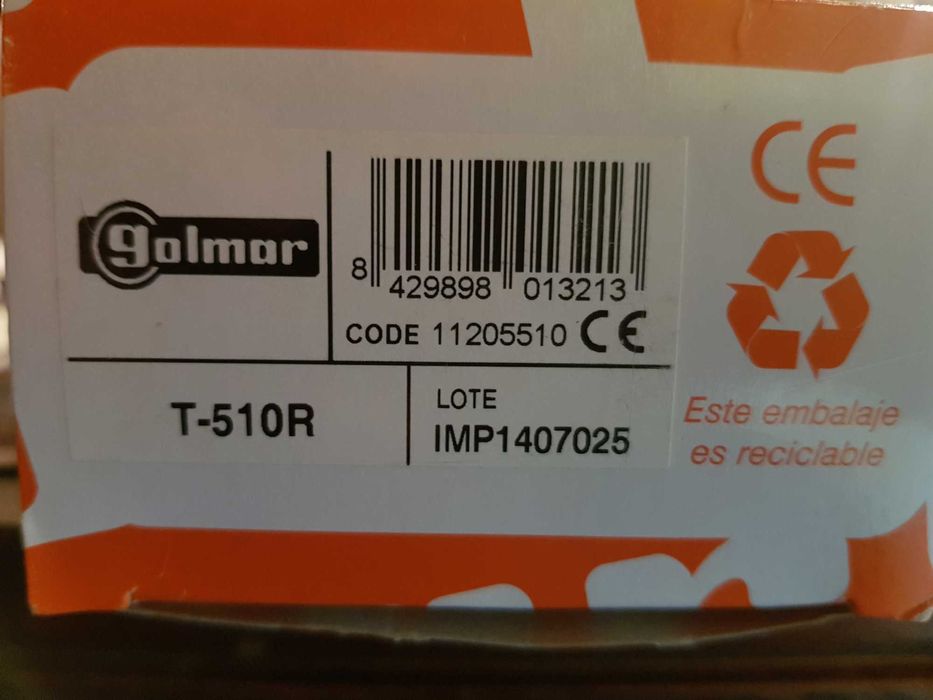 golmar
8 429898 013213
CODE 11205510 CE
T-510R
LOTE
IMP1407025
CE
Este embalaje
es reciclable